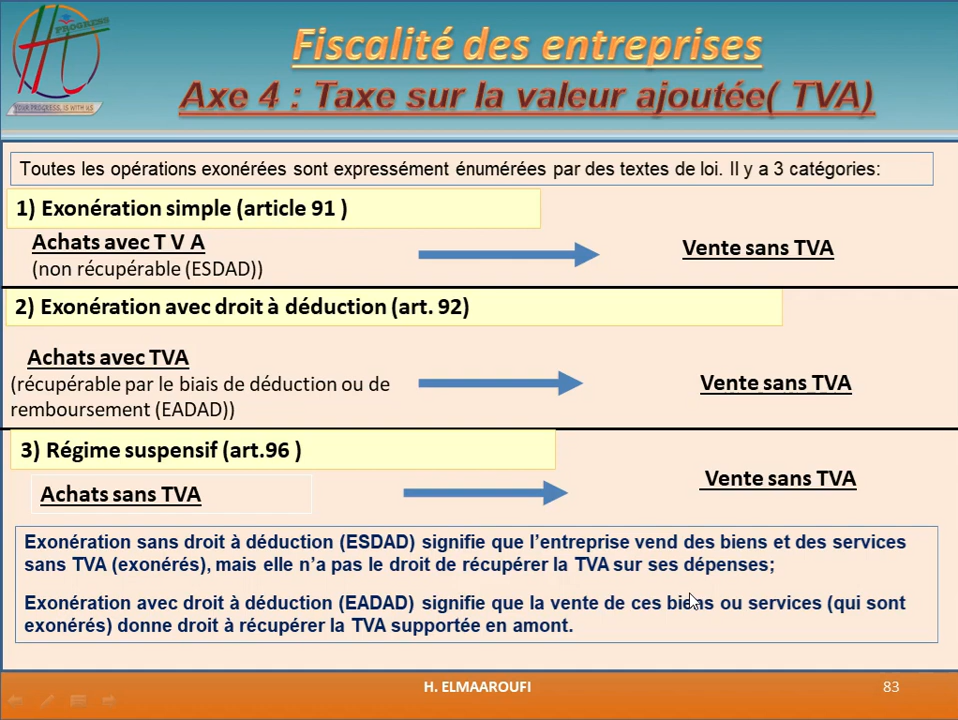 PROGRESS
YOUR PROGRESS, IS WITH US
Fiscalité des entreprises
Axe 4 : Taxe sur la valeur ajoutée( TVA)
Toutes les opérations exonérées sont expressément énumérées par des textes de loi. Il y a 3 catégories:
1) Exonération simple (article 91 )
Achats avec T V A
(non récupérable (ESDAD))
Vente sans TVA
2) Exonération avec droit à déduction (art. 92)
Achats avec TVA
(récupérable par le biais de déduction ou de
remboursement (EADAD))
Vente sans TVA
3) Régime suspensif (art.96 )
Achats sans TVA
Vente sans TVA
Exonération sans droit à déduction (ESDAD) signifie que l’entreprise vend des biens et des services
sans TVA (exonérés), mais elle n’a pas le droit de récupérer la TVA sur ses dépenses;
Exonération avec droit à déduction (EADAD) signifie que la vente de ces biens ou services (qui sont
exonérés) donne droit à récupérer la TVA supportée en amont.
H. ELMAAROUFI
83